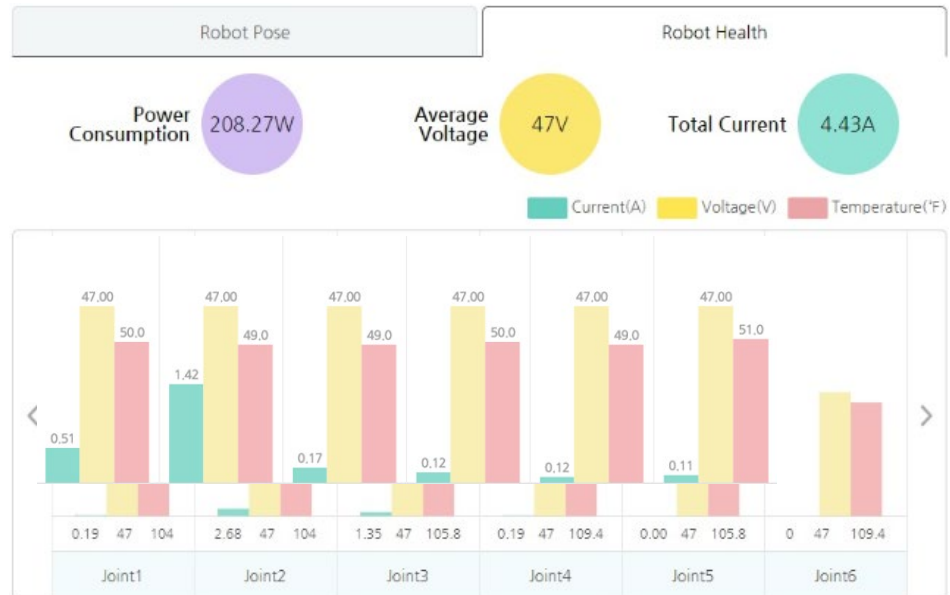 Robot Pose
Robot Health
Power
Consumption
208.27W
Average
Voltage
47V
Total Current
4.43A
Current(A)
Voltage(V)
Temperature(°F)
47.00
47.00
47.00
47.00
47.00
47.00
50.0
49.0
49.0
50.0
49.0
51.0
1.42
0.51
0.17
0.12
0.12
0.11
0.19 47 104
2.68 47 104
1.35 47 105.8
0.19 47 109.4
0.00 47 105.8
0 47 109.4
Joint1
Joint2
Joint3
Joint4
Joint5
Joint6